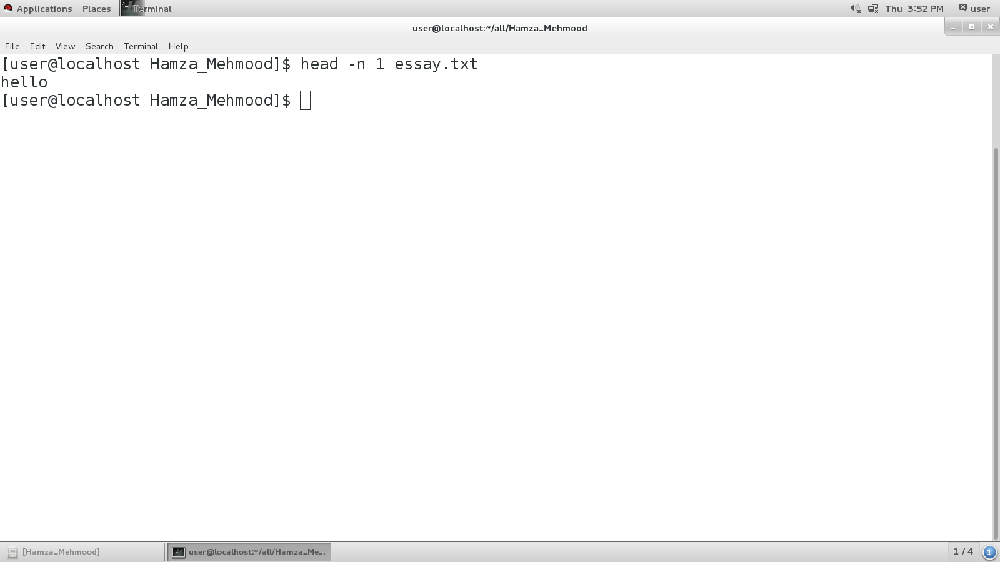 Applications Places Terminal Thu 3:52 PM user
user@localhost:~/all/Hamza_Mehmood
File Edit View Search Terminal Help
[user@localhost Hamza_Mehmood]$ head -n 1 essay.txt
hello
[user@localhost Hamza_Mehmood]$
[Hamza_Mehmood] user@localhost:~/all/Hamza_Me... 1 / 4 1